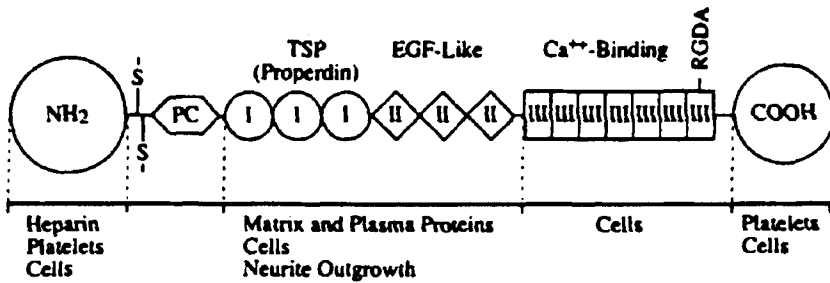 TSP
(Properdin)
EGF-Like
Ca⁺⁺-Binding
RGDA
NH₂
S
S
PC
I
I
I
II
II
II
III
III
III
III
III
III
III
COOH
Heparin
Platelets
Cells
Matrix and Plasma Proteins
Cells
Neurite Outgrowth
Cells
Platelets
Cells